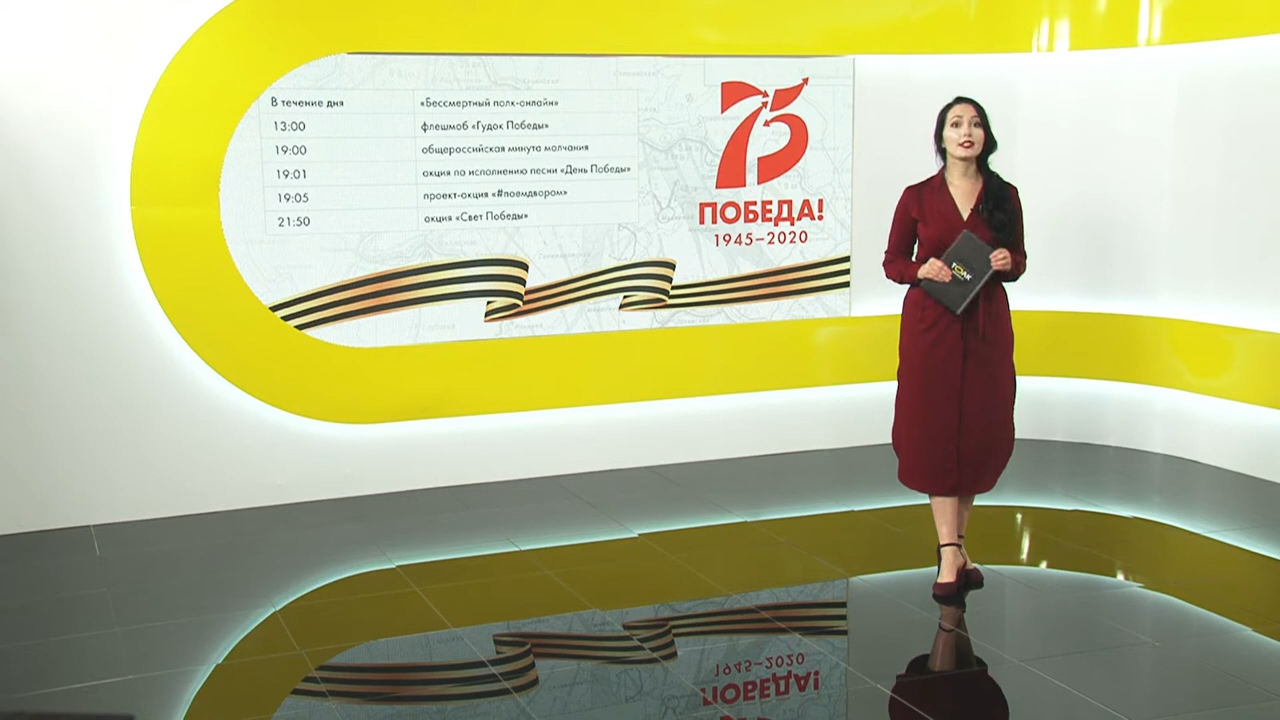 В течение дня «Бессмертный полк-онлайн»
13:00 флешмоб «Гудок Победы»
19:00 общероссийская минута молчания
19:01 акция по исполнению песни «День Победы»
19:05 проект-акция «#поемдвором»
21:50 акция «Свет Победы»
75
ПОБЕДА!
1945–2020
ТОЛК